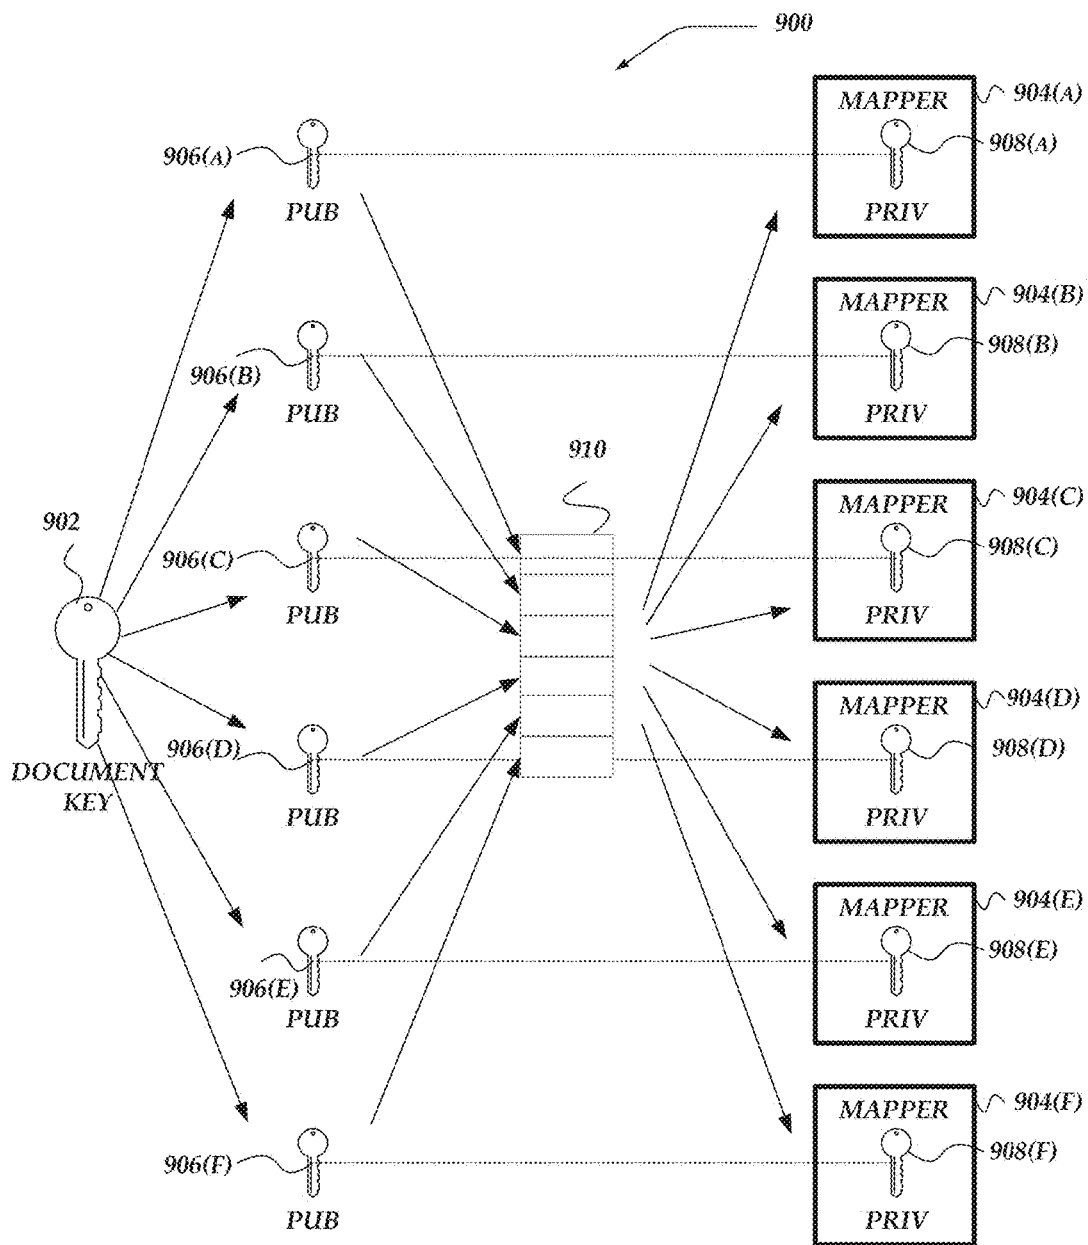 900
MAPPER
904(A)
906(A)
908(A)
PUB
PRIV
MAPPER
904(B)
906(B)
908(B)
PUB
PRIV
910
MAPPER
904(C)
902
906(C)
908(C)
PUB
PRIV
MAPPER
904(D)
906(D)
908(D)
DOCUMENT
KEY
PUB
PRIV
MAPPER
904(E)
906(E)
908(E)
PUB
PRIV
MAPPER
904(F)
906(F)
908(F)
PUB
PRIV